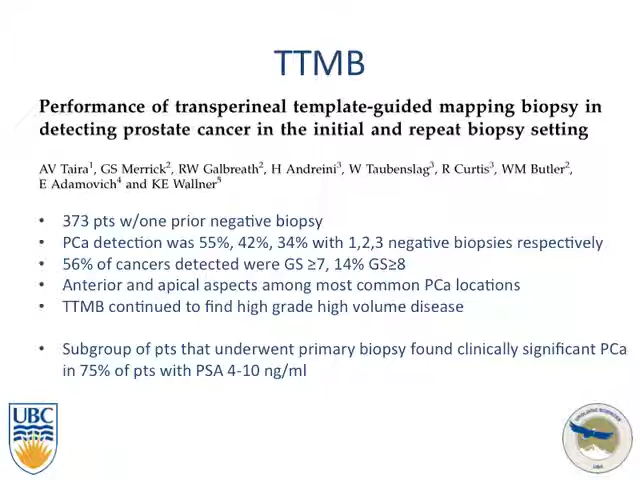 TTMB
Performance of transperineal template-guided mapping biopsy in
detecting prostate cancer in the initial and repeat biopsy setting
AV Taira¹, GS Merrick², RW Galbreath², H Andreini³, W Taubenslag³, R Curtis³, WM Butler²,
E Adamovich⁴ and KE Wallner⁵
• 373 pts w/one prior negative biopsy
• PCa detection was 55%, 42%, 34% with 1,2,3 negative biopsies respectively
• 56% of cancers detected were GS ≥7, 14% GS≥8
• Anterior and apical aspects among most common PCa locations
• TTMB continued to find high grade high volume disease
• Subgroup of pts that underwent primary biopsy found clinically significant PCa
in 75% of pts with PSA 4-10 ng/ml
UBC
UROLOGIC SCIENCES
UBC